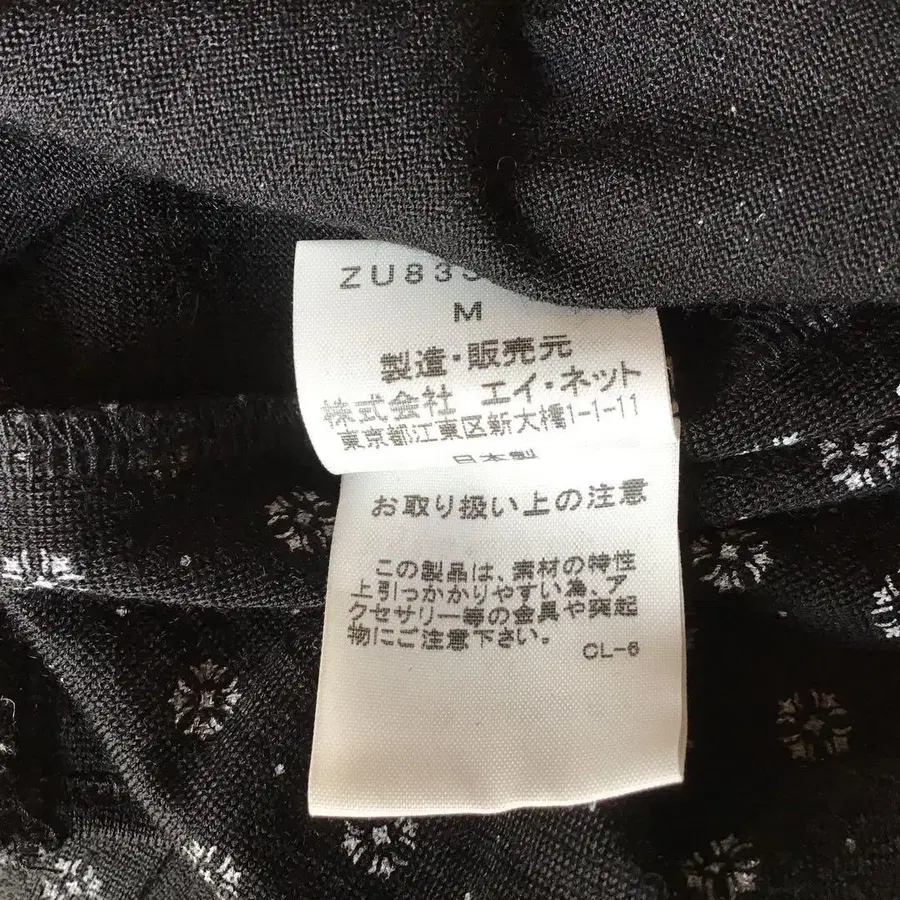 ZU83
M
製造・販売元
株式会社 エイ・ネット
東京都江東区新大橋1-1-11
日本製
お取り扱い上の注意
この製品は、素材の特性
上引っかかりやすい為、ア
クセサリー等の金具や突起
物にご注意下さい。
CL-6